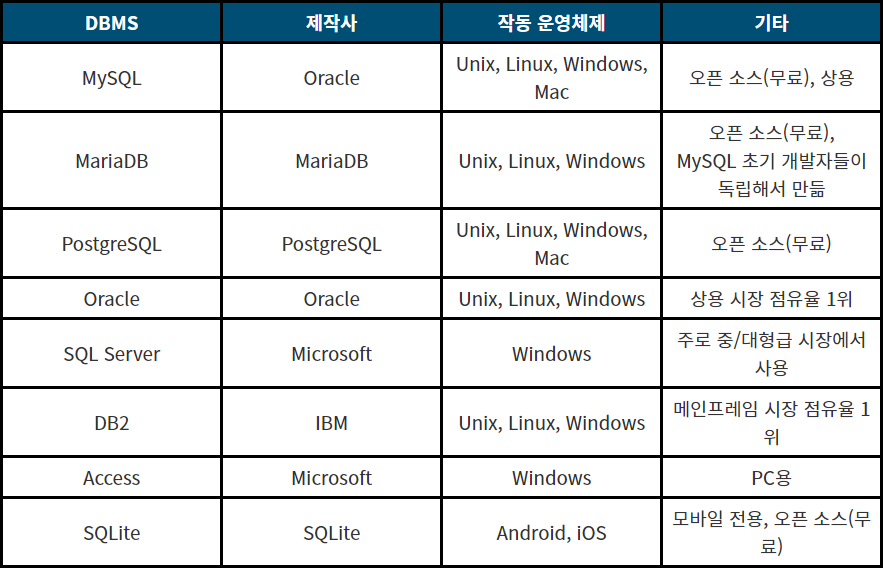 DBMS 제작사 작동 운영체제 기타
MySQL Oracle Unix, Linux, Windows, Mac 오픈 소스(무료), 상용
MariaDB MariaDB Unix, Linux, Windows 오픈 소스(무료), MySQL 초기 개발자들이 독립해서 만듦
PostgreSQL PostgreSQL Unix, Linux, Windows, Mac 오픈 소스(무료)
Oracle Oracle Unix, Linux, Windows 상용 시장 점유율 1위
SQL Server Microsoft Windows 주로 중/대형급 시장에서 사용
DB2 IBM Unix, Linux, Windows 메인프레임 시장 점유율 1위
Access Microsoft Windows PC용
SQLite SQLite Android, iOS 모바일 전용, 오픈 소스(무료)